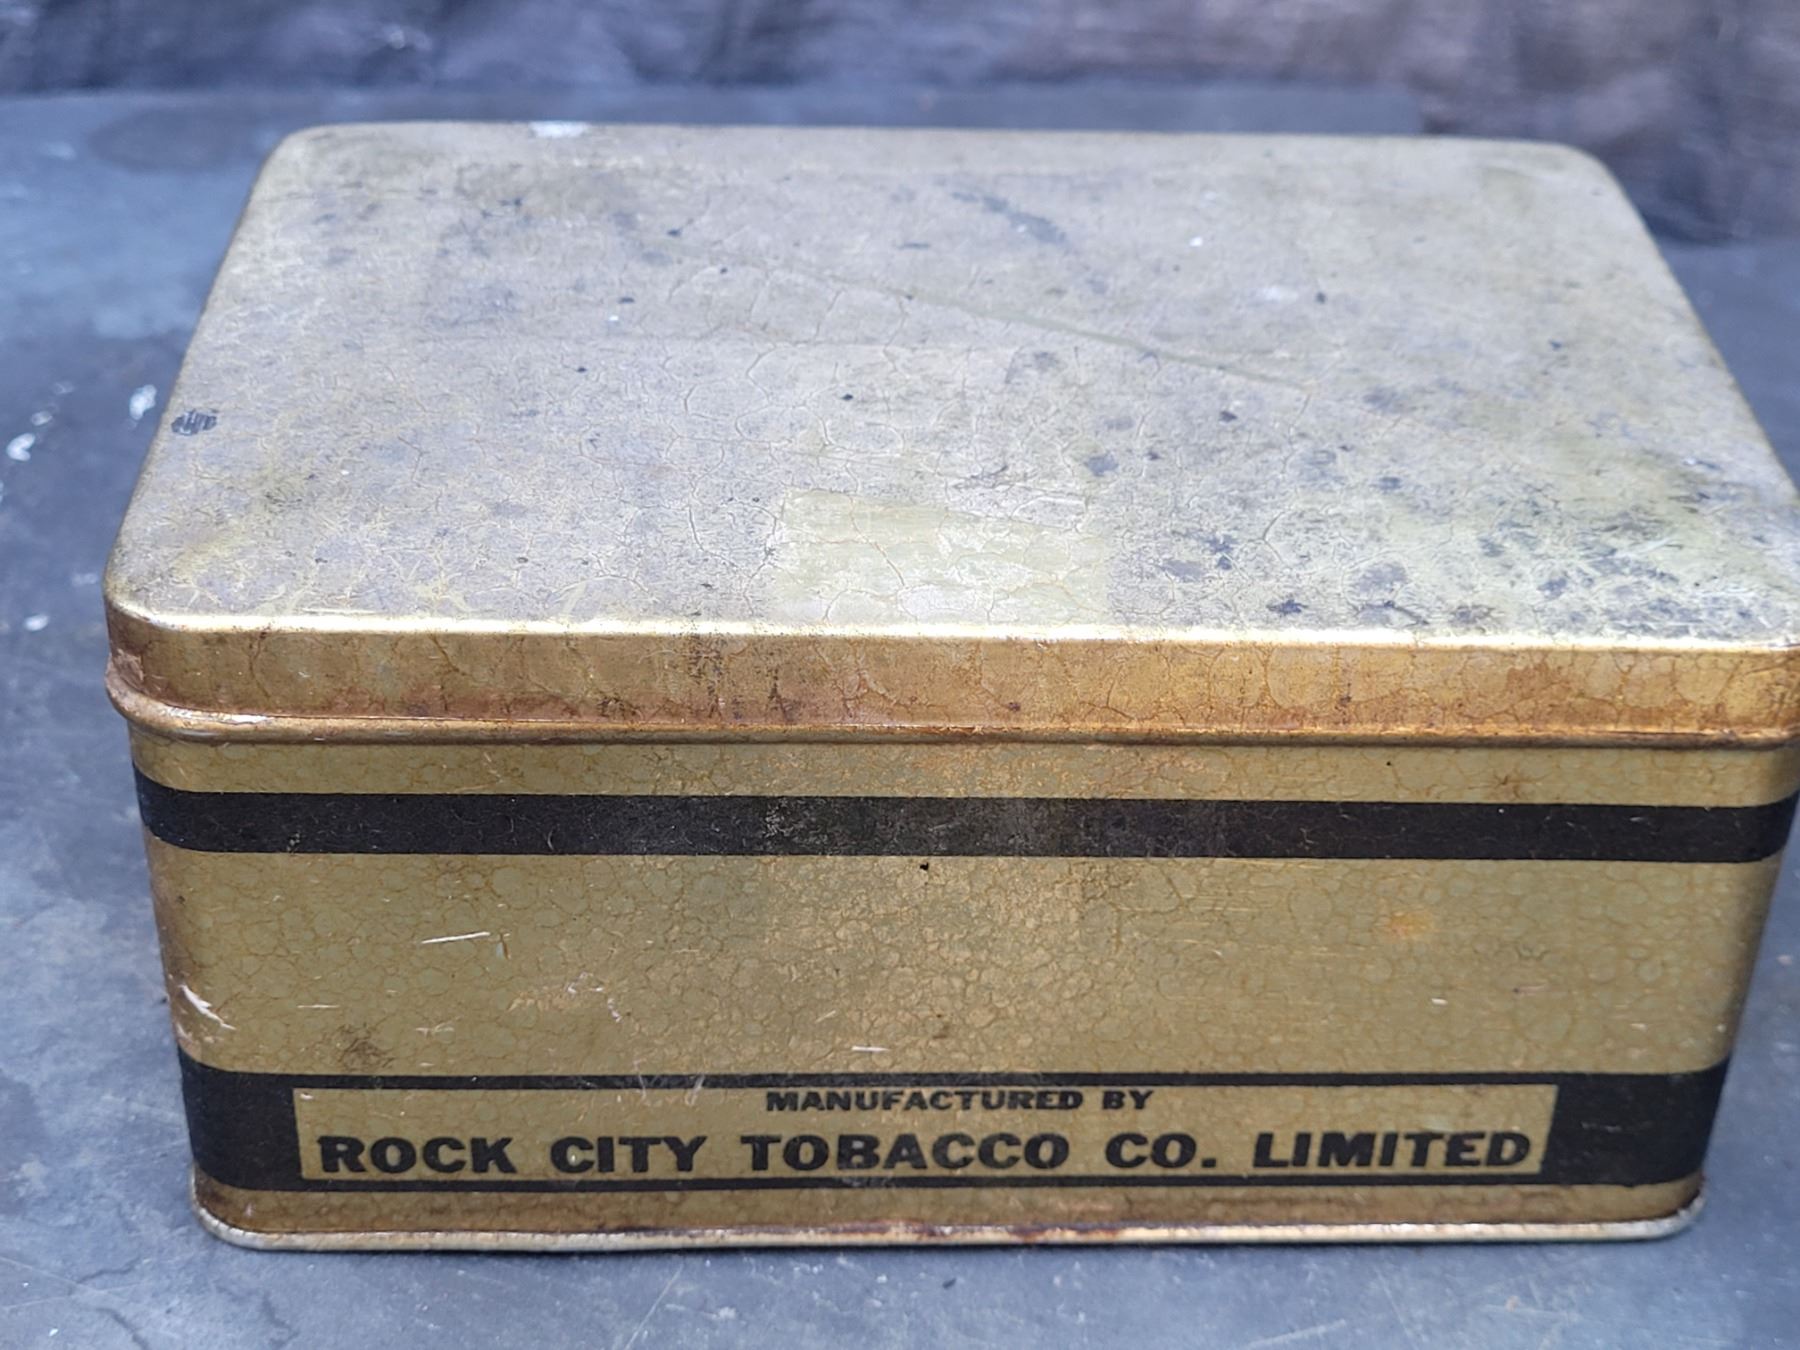 MANUFACTURED BY
ROCK CITY TOBACCO CO. LIMITED